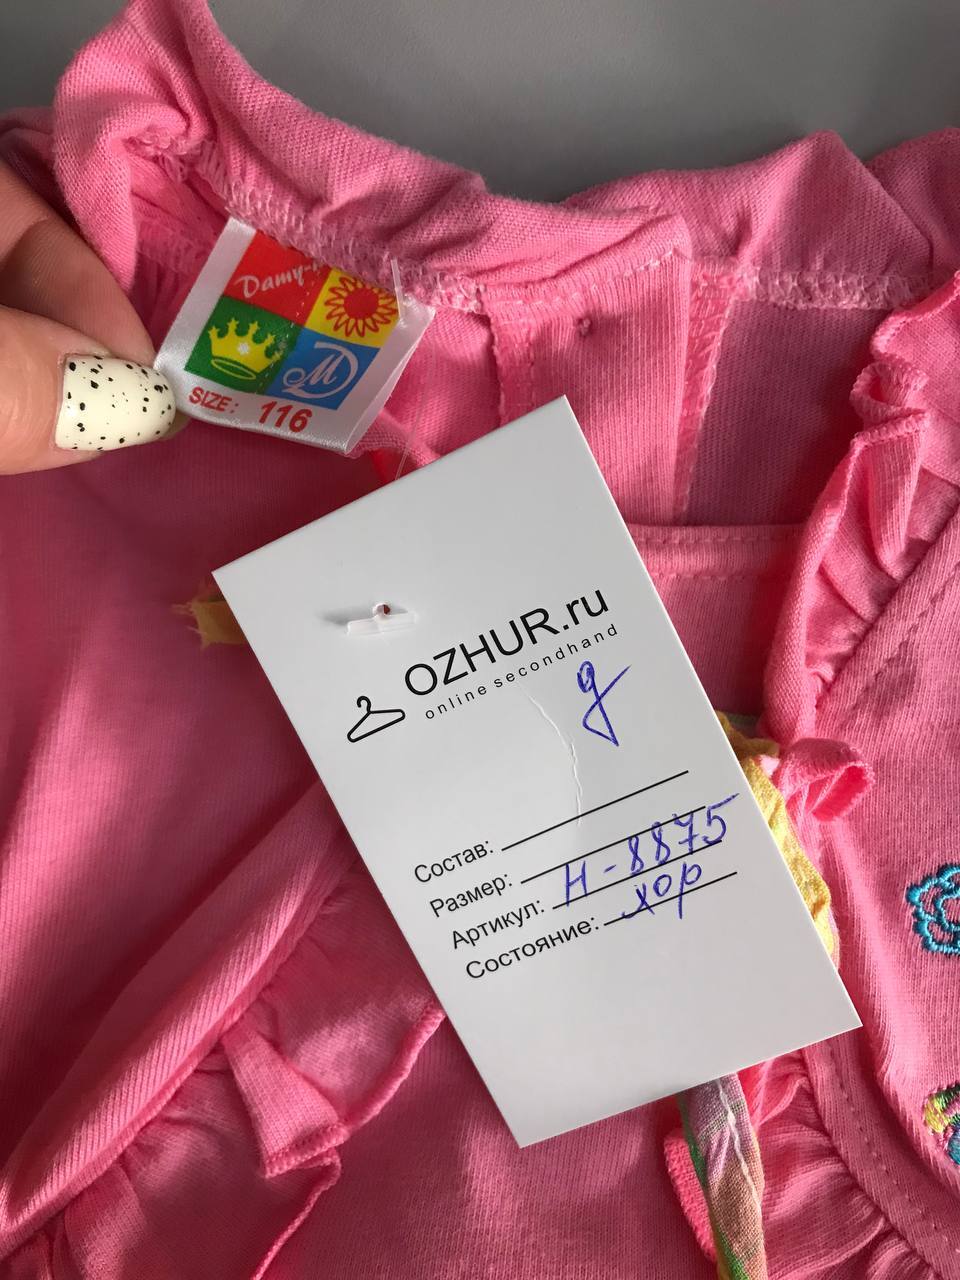 Damy-
M
SIZE: 116
OZHUR.ru
online secondhand
Состав:
Размер:
Артикул: Н-8875
Состояние: хор